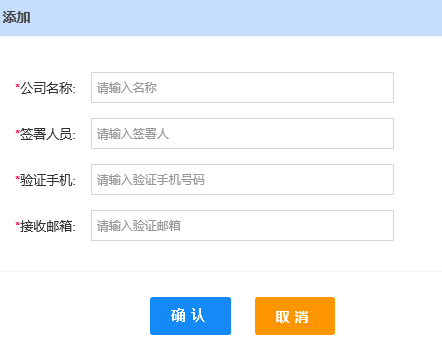 添加
*公司名称: 请输入名称
*签署人员: 请输入签署人
*验证手机: 请输入验证手机号码
*接收邮箱: 请输入验证邮箱
确 认 取 消